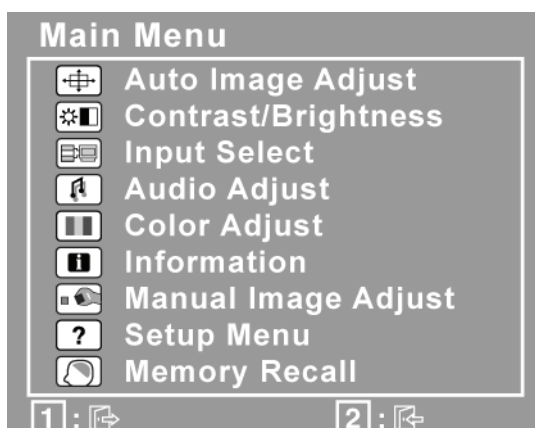 Main Menu
Auto Image Adjust
Contrast/Brightness
Input Select
Audio Adjust
Color Adjust
i Information
Manual Image Adjust
? Setup Menu
Memory Recall
1 : 2 :